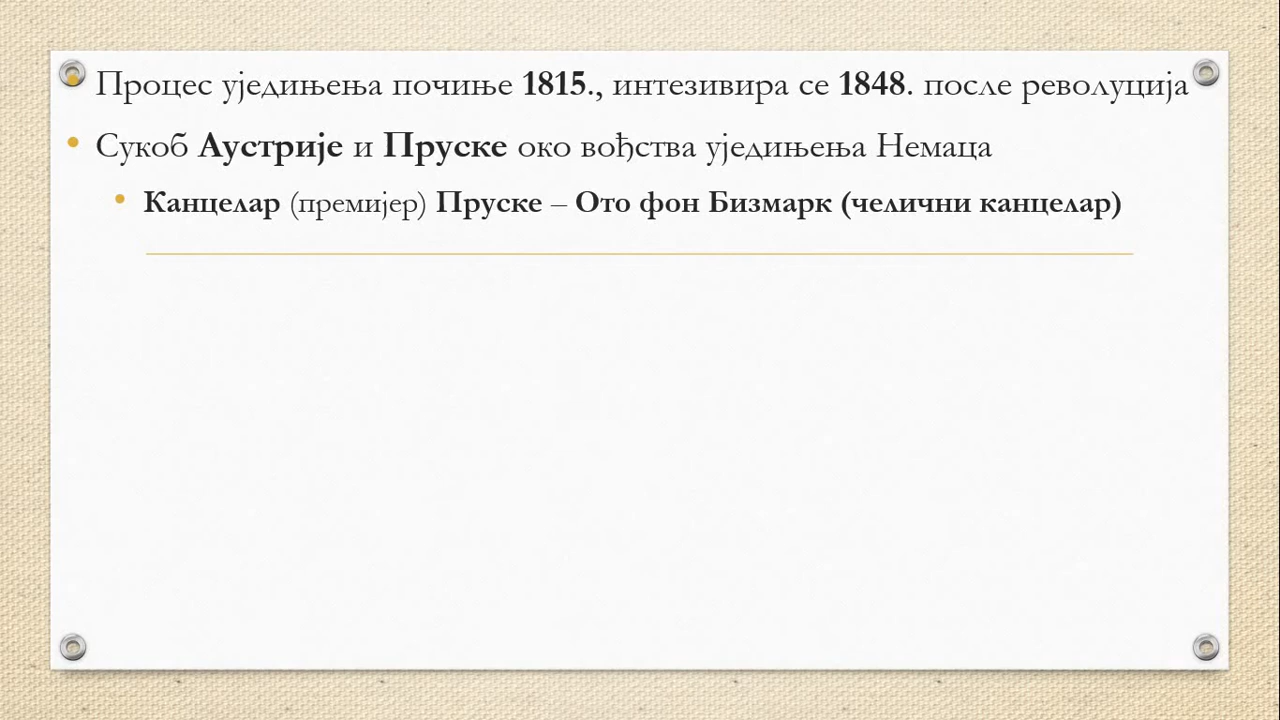 Процес уједињења почиње 1815., интезивира се 1848. после револуција
Сукоб Аустрије и Пруске око вођства уједињења Немаца
Канцелар (премијер) Пруске – Ото фон Бизмарк (челични канцелар)